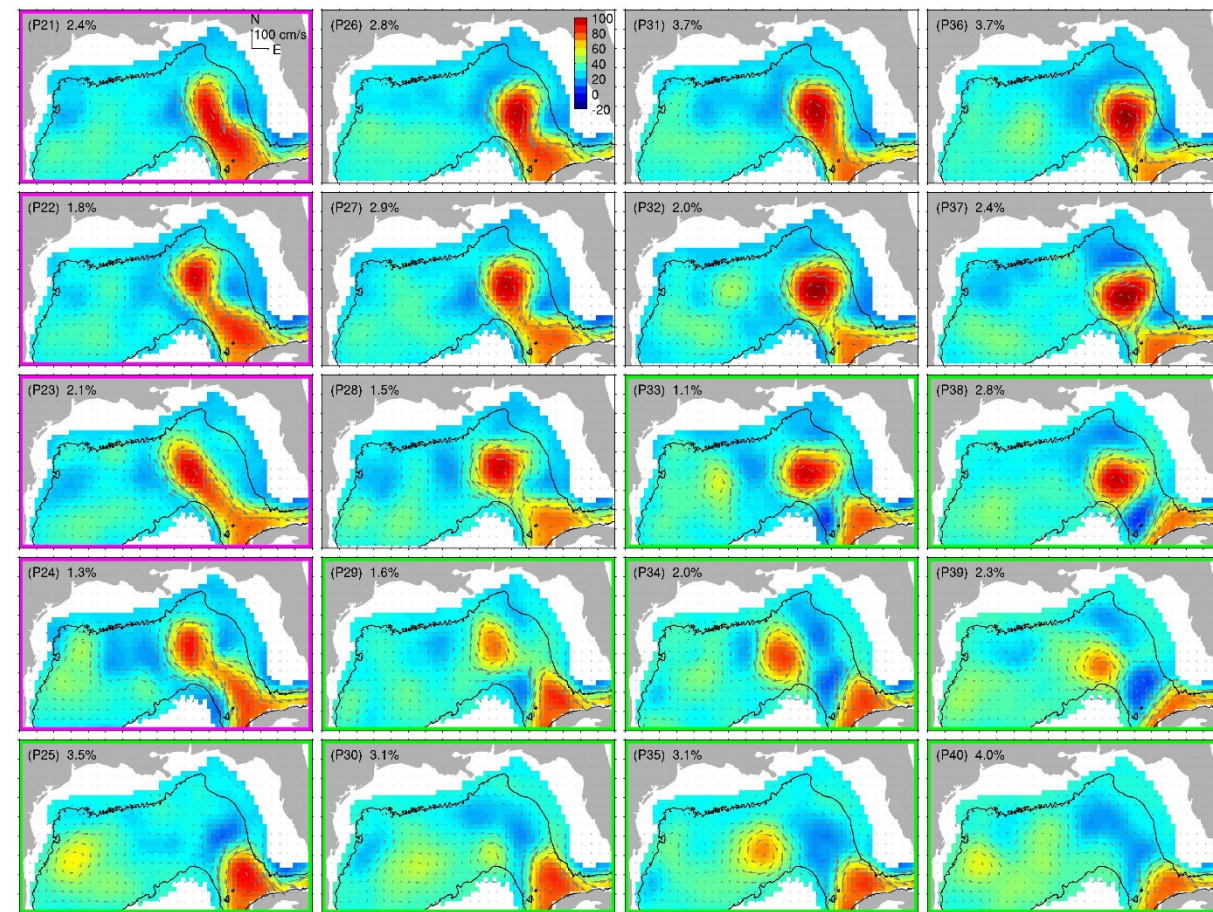 (P21) 2.4%
N
100 cm/s
E
(P26) 2.8%
100
80
60
40
20
0
-20
(P31) 3.7%
(P36) 3.7%
(P22) 1.8%
(P27) 2.9%
(P32) 2.0%
(P37) 2.4%
(P23) 2.1%
(P28) 1.5%
(P33) 1.1%
(P38) 2.8%
(P24) 1.3%
(P29) 1.6%
(P34) 2.0%
(P39) 2.3%
(P25) 3.5%
(P30) 3.1%
(P35) 3.1%
(P40) 4.0%